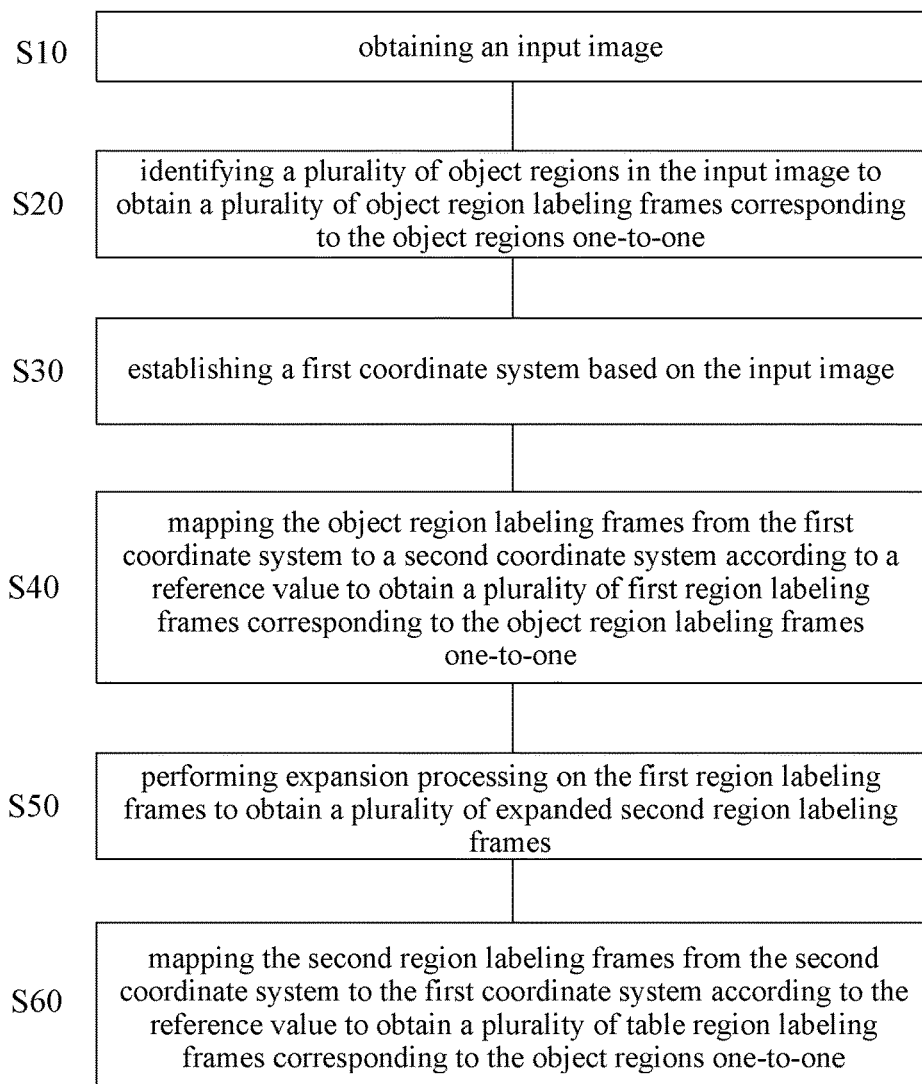 S10
obtaining an input image
S20
identifying a plurality of object regions in the input image to
obtain a plurality of object region labeling frames corresponding
to the object regions one-to-one
S30
establishing a first coordinate system based on the input image
S40
mapping the object region labeling frames from the first
coordinate system to a second coordinate system according to a
reference value to obtain a plurality of first region labeling
frames corresponding to the object region labeling frames
one-to-one
S50
performing expansion processing on the first region labeling
frames to obtain a plurality of expanded second region labeling
frames
S60
mapping the second region labeling frames from the second
coordinate system to the first coordinate system according to the
reference value to obtain a plurality of table region labeling
frames corresponding to the object regions one-to-one